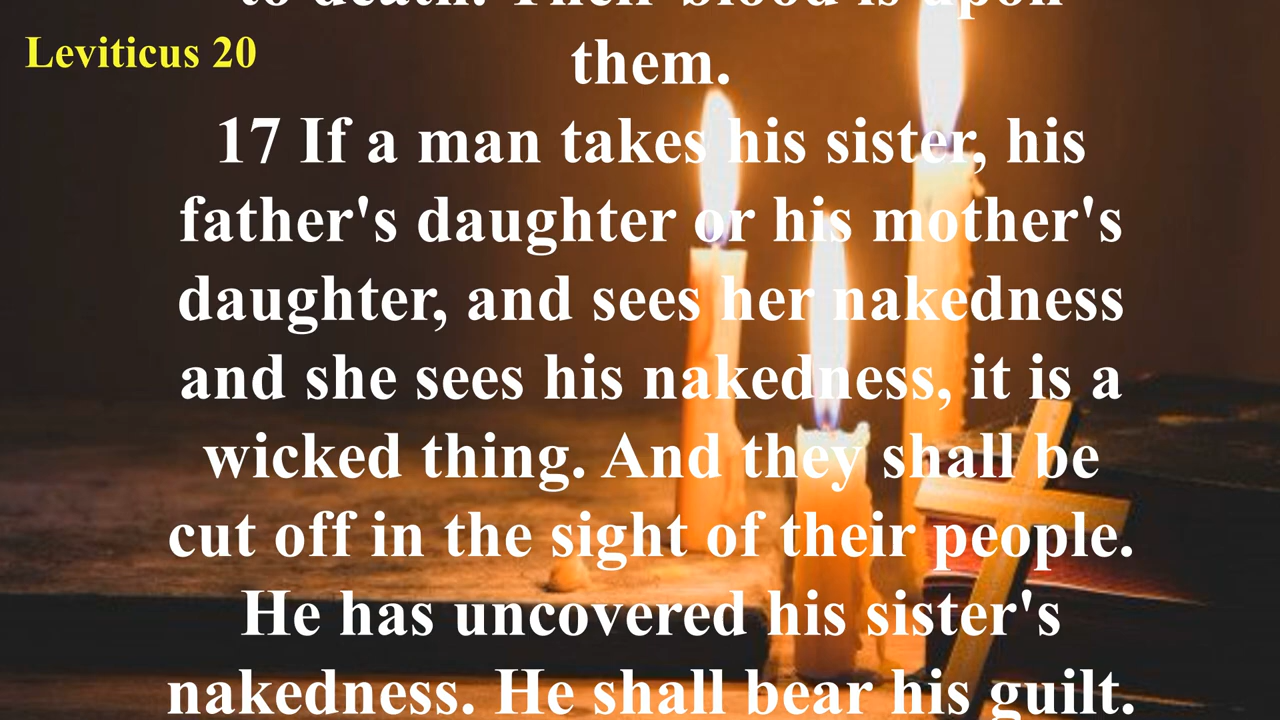 to death. Their blood is upon
Leviticus 20
them.
17 If a man takes his sister, his
father's daughter or his mother's
daughter, and sees her nakedness
and she sees his nakedness, it is a
wicked thing. And they shall be
cut off in the sight of their people.
He has uncovered his sister's
nakedness. He shall bear his guilt.